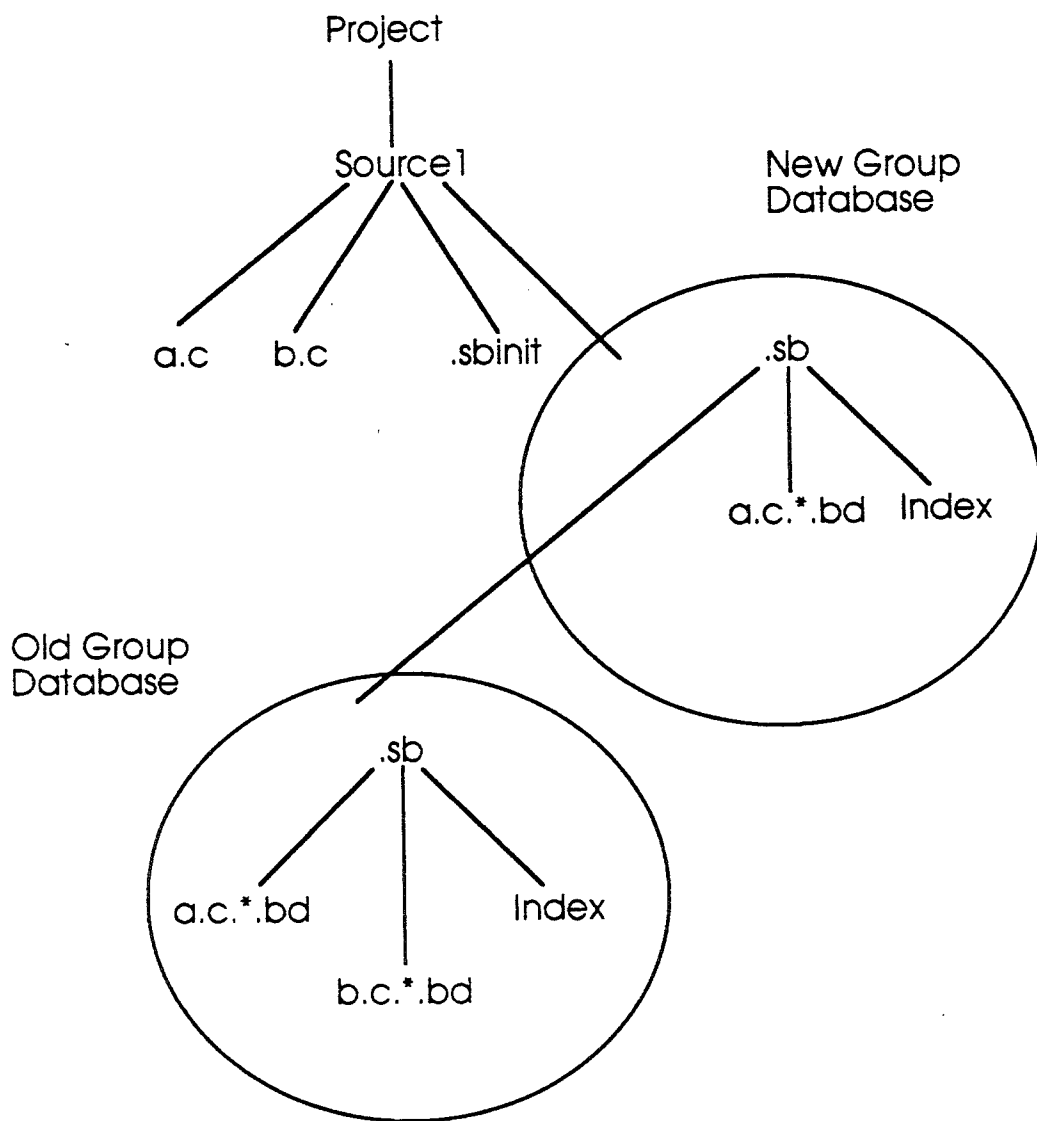 Project
Source1
New Group
Database
a.c
b.c
.sbinit
.sb
a.c.*.bd
Index
Old Group
Database
.sb
a.c.*.bd
Index
b.c.*.bd